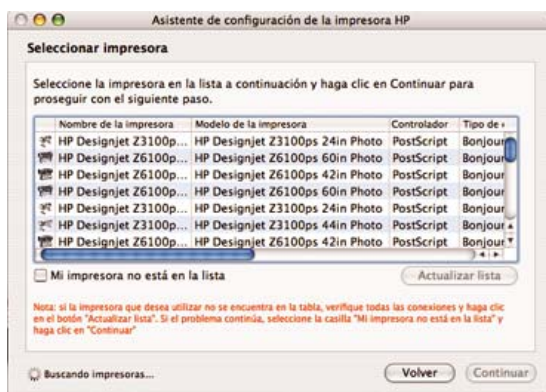 Asistente de configuración de la impresora HP
Seleccionar impresora
Seleccione la impresora en la lista a continuación y haga clic en Continuar para
proseguir con el siguiente paso.
Nombre de la impresora Modelo de la impresora Controlador Tipo de
HP Designjet Z3100p... HP Designjet Z3100ps 24in Photo PostScript Bonjour
HP Designjet Z6100p... HP Designjet Z6100ps 60in Photo PostScript Bonjour
HP Designjet Z6100p... HP Designjet Z6100ps 42in Photo PostScript Bonjour
HP Designjet Z6100p... HP Designjet Z6100ps 60in Photo PostScript Bonjour
HP Designjet Z3100p... HP Designjet Z3100ps 24in Photo PostScript Bonjour
HP Designjet Z3100p... HP Designjet Z3100ps 44in Photo PostScript Bonjour
HP Designjet Z6100p... HP Designjet Z6100ps 42in Photo PostScript Bonjour
Mi impresora no está en la lista Actualizar lista
Nota: si la impresora que desea utilizar no se encuentra en la tabla, verifique todas las conexiones y haga clic
en el botón "Actualizar lista". Si el problema continúa, seleccione la casilla "Mi impresora no está en la lista" y
haga clic en "Continuar"
Buscando impresoras... Volver Continuar